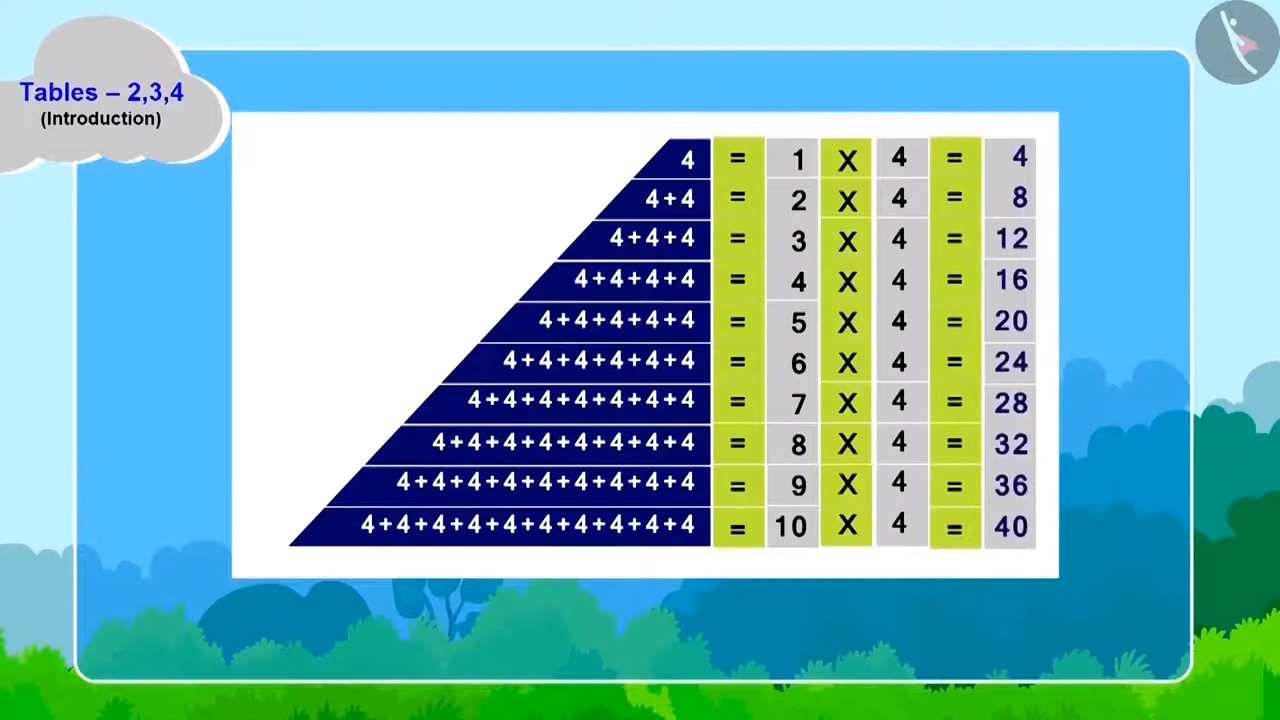 Tables – 2,3,4
(Introduction)
4 = 1 X 4 = 4
4+4 = 2 X 4 = 8
4+4+4 = 3 X 4 = 12
4+4+4+4 = 4 X 4 = 16
4+4+4+4+4 = 5 X 4 = 20
4+4+4+4+4+4 = 6 X 4 = 24
4+4+4+4+4+4+4 = 7 X 4 = 28
4+4+4+4+4+4+4+4 = 8 X 4 = 32
4+4+4+4+4+4+4+4+4 = 9 X 4 = 36
4+4+4+4+4+4+4+4+4+4 = 10 X 4 = 40